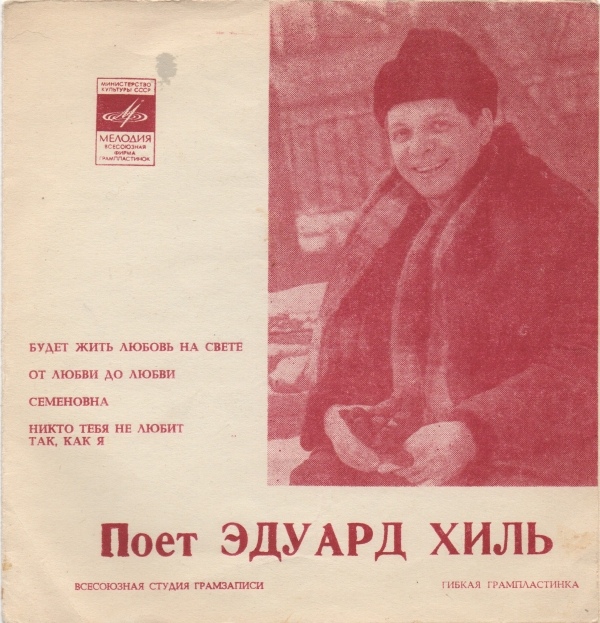 МИНИСТЕРСТВО
КУЛЬТУРЫ СССР
МЕЛОДИЯ
ВСЕСОЮЗНАЯ
ФИРМА
ГРАМПЛАСТИНОК
БУДЕТ ЖИТЬ ЛЮБОВЬ НА СВЕТЕ
ОТ ЛЮБВИ ДО ЛЮБВИ
СЕМЕНОВНА
НИКТО ТЕБЯ НЕ ЛЮБИТ
ТАК, КАК Я
Поет ЭДУАРД ХИЛЬ
ВСЕСОЮЗНАЯ СТУДИЯ ГРАМЗАПИСИ
ГИБКАЯ ГРАМПЛАСТИНКА